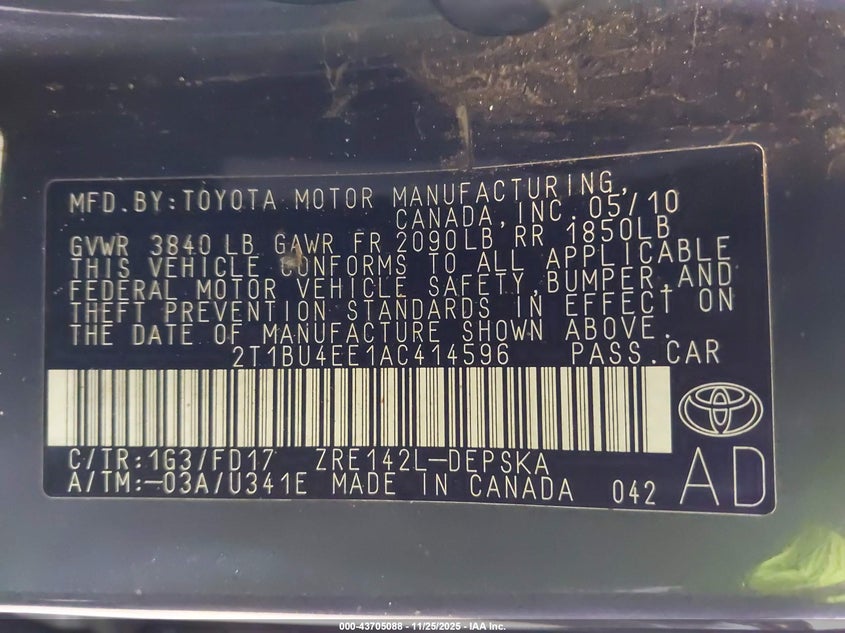 MFD.BY:TOYOTA MOTOR MANUFACTURING,
CANADA,INC. 05/10
GVWR 3840 LB GAWR FR 2090LB RR 1850LB
THIS VEHICLE CONFORMS TO ALL APPLICABLE
FEDERAL MOTOR VEHICLE SAFETY,BUMPER,AND
THEFT PREVENTION STANDARDS IN EFFECT ON
THE DATE OF MANUFACTURE SHOWN ABOVE.
2T1BU4EE1AC414596 PASS.CAR
C/TR:1G3/FD17 ZRE142L-DEPSKA
A/TM:-03A/U341E MADE IN CANADA 042 AD
000-43705088 - 11/25/2025 - IAA Inc.